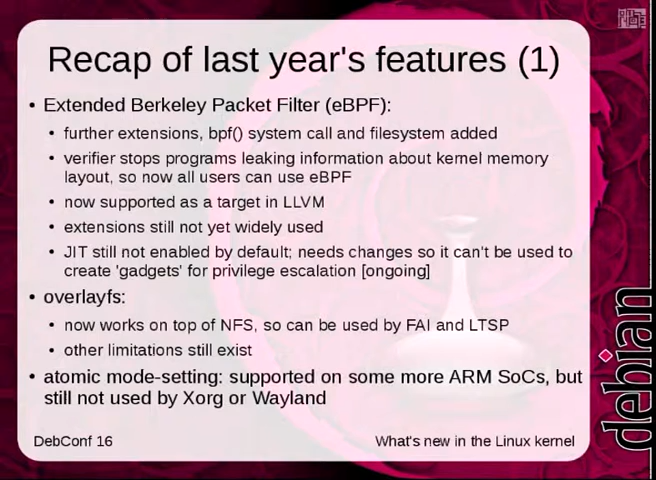 Recap of last year's features (1)
• Extended Berkeley Packet Filter (eBPF):
• further extensions, bpf() system call and filesystem added
• verifier stops programs leaking information about kernel memory
layout, so now all users can use eBPF
• now supported as a target in LLVM
• extensions still not yet widely used
• JIT still not enabled by default; needs changes so it can't be used to
create 'gadgets' for privilege escalation [ongoing]
• overlayfs:
• now works on top of NFS, so can be used by FAI and LTSP
• other limitations still exist
• atomic mode-setting: supported on some more ARM SoCs, but
still not used by Xorg or Wayland
DebConf 16
What's new in the Linux kernel
debian